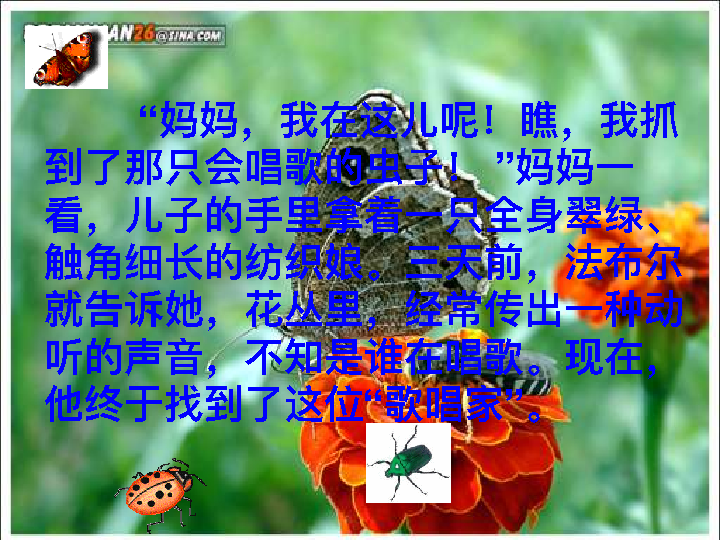 26@SINA.COM
“妈妈，我在这儿呢！瞧，我抓
到了那只会唱歌的虫子！ ”妈妈一
看，儿子的手里拿着一只全身翠绿、
触角细长的纺织娘。三天前，法布尔
就告诉她，花丛里，经常传出一种动
听的声音，不知是谁在唱歌。现在，
他终于找到了这位“歌唱家”。